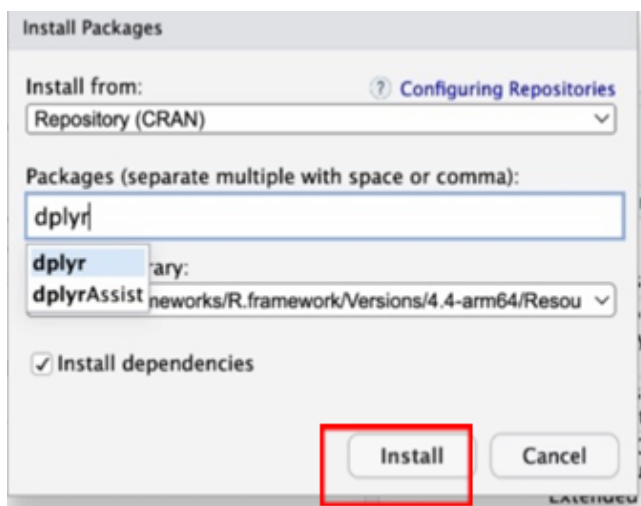 Install Packages
Install from:
? Configuring Repositories
Repository (CRAN)
Packages (separate multiple with space or comma):
dplyr
dplyr
rary:
dplyrAssist
neworks/R.framework/Versions/4.4-arm64/Resou
Install dependencies
Install
Cancel
Extended